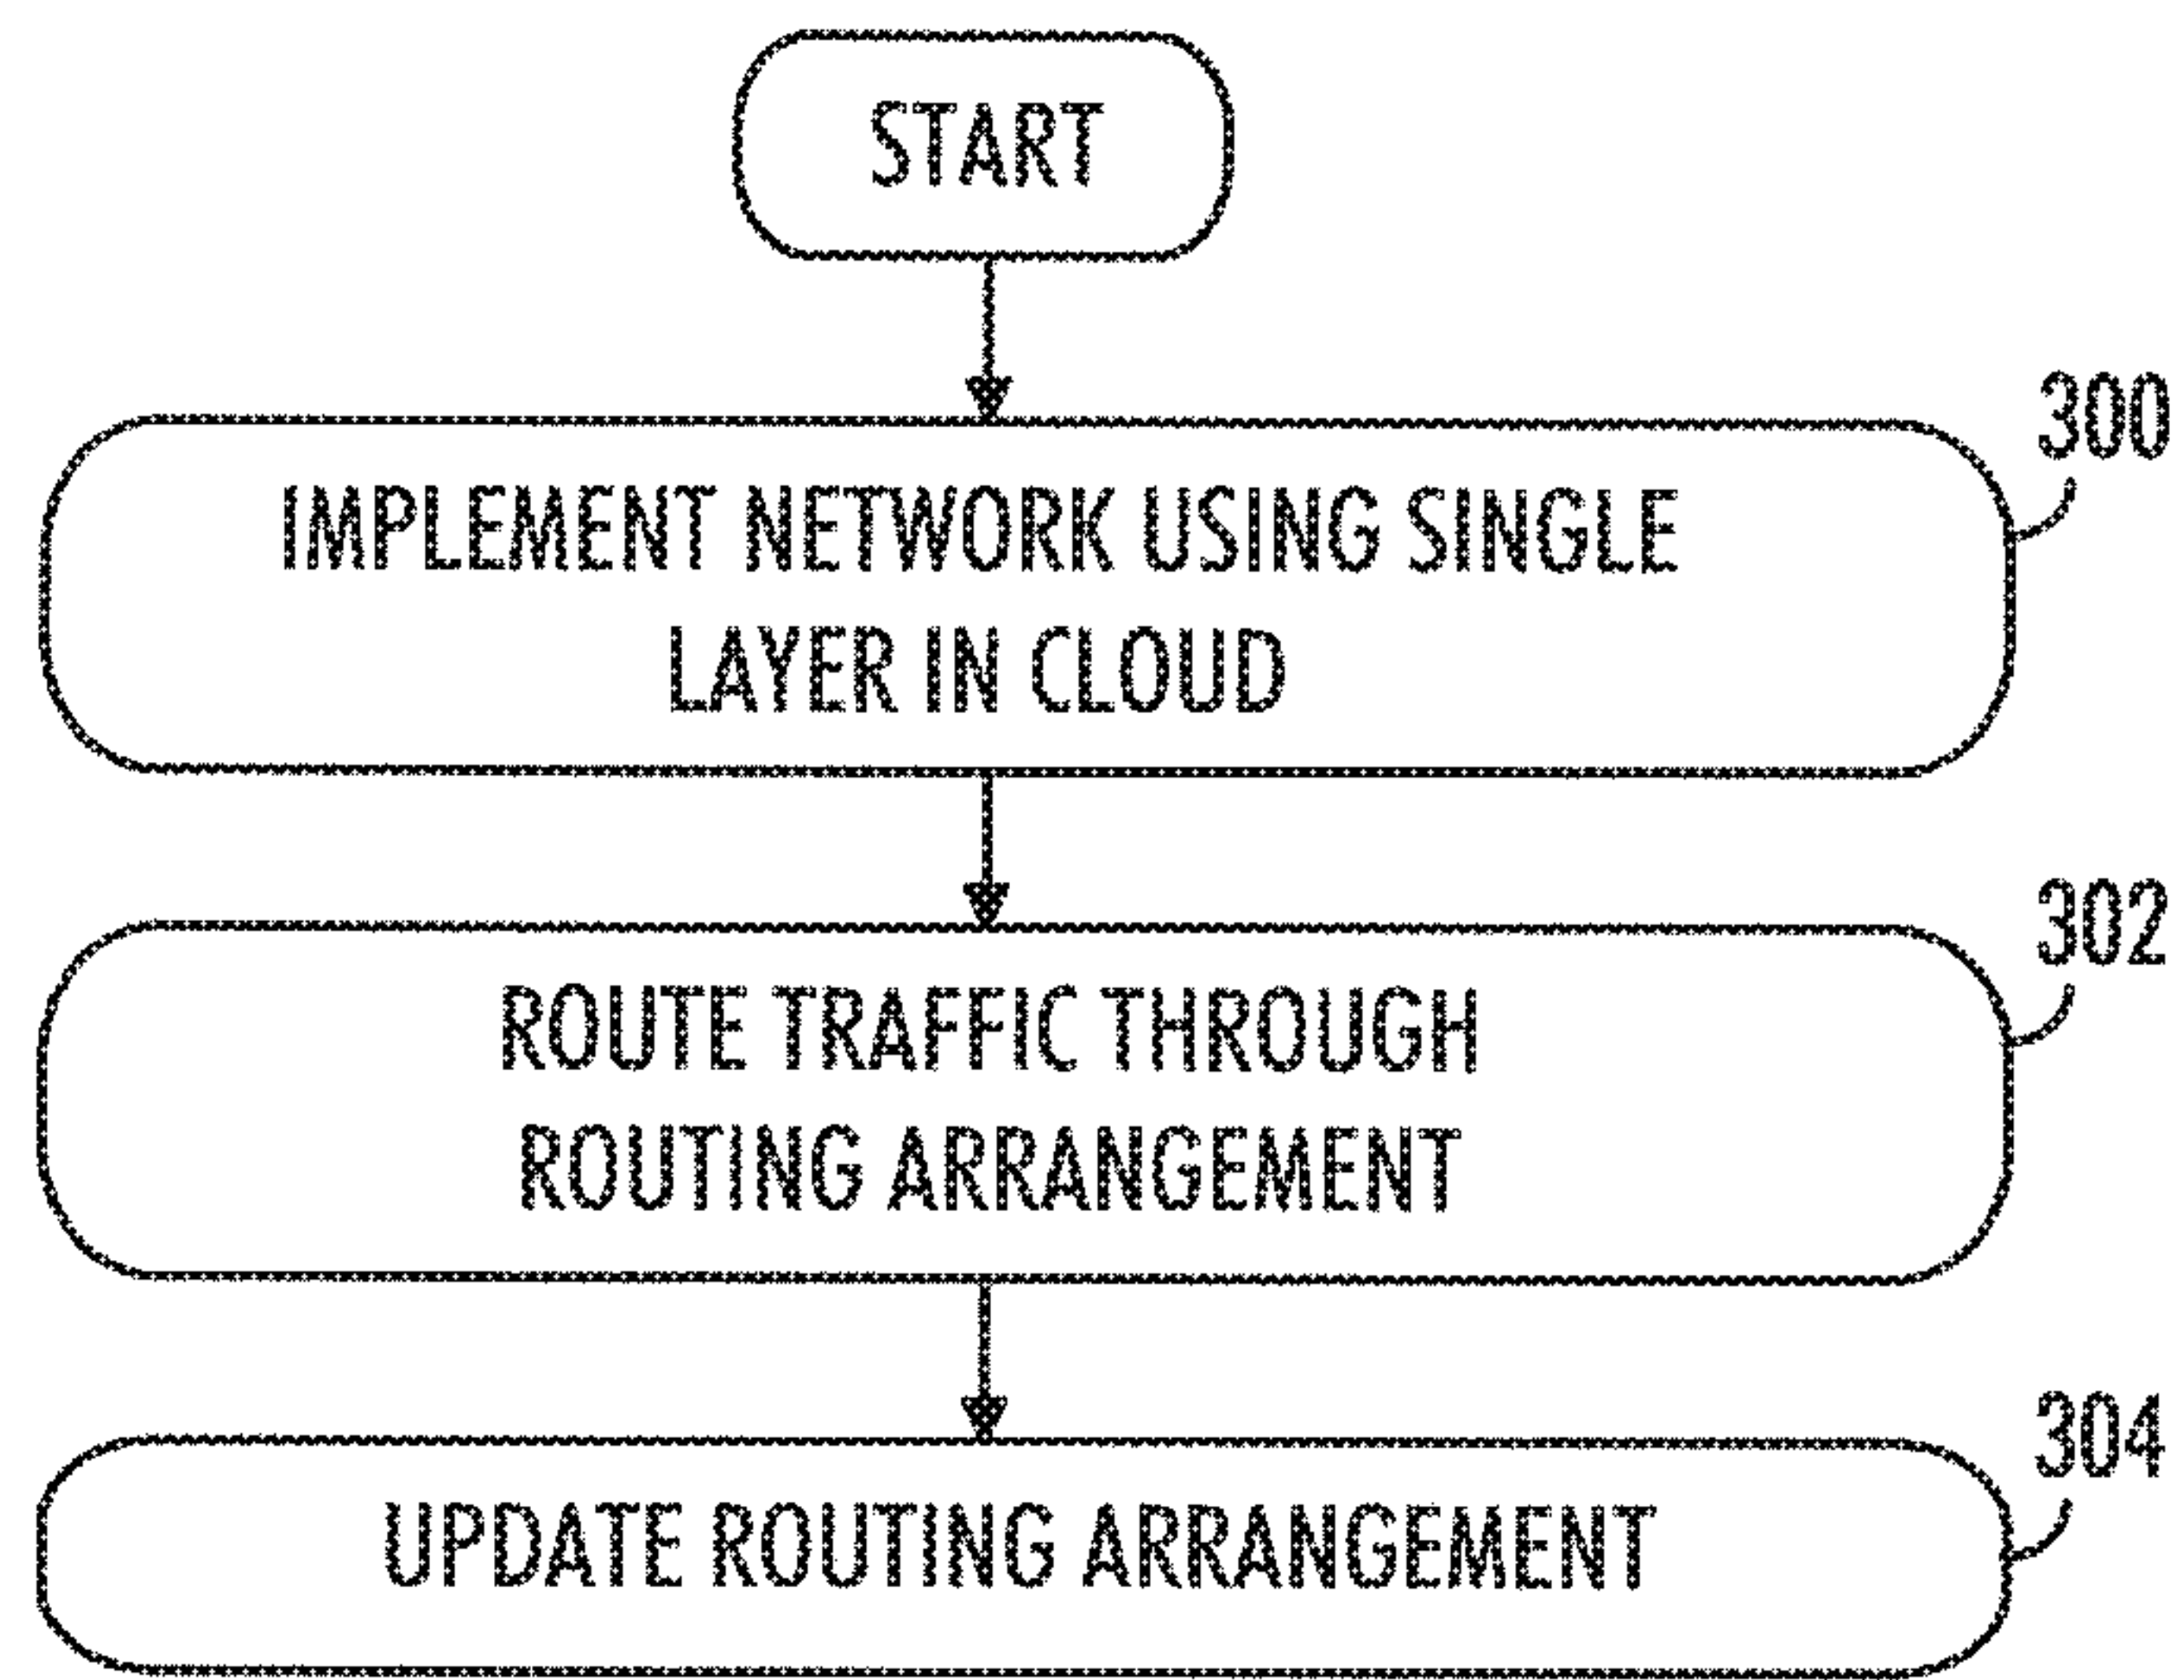 START
300
IMPLEMENT NETWORK USING SINGLE
LAYER IN CLOUD
302
ROUTE TRAFFIC THROUGH
ROUTING ARRANGEMENT
304
UPDATE ROUTING ARRANGEMENT